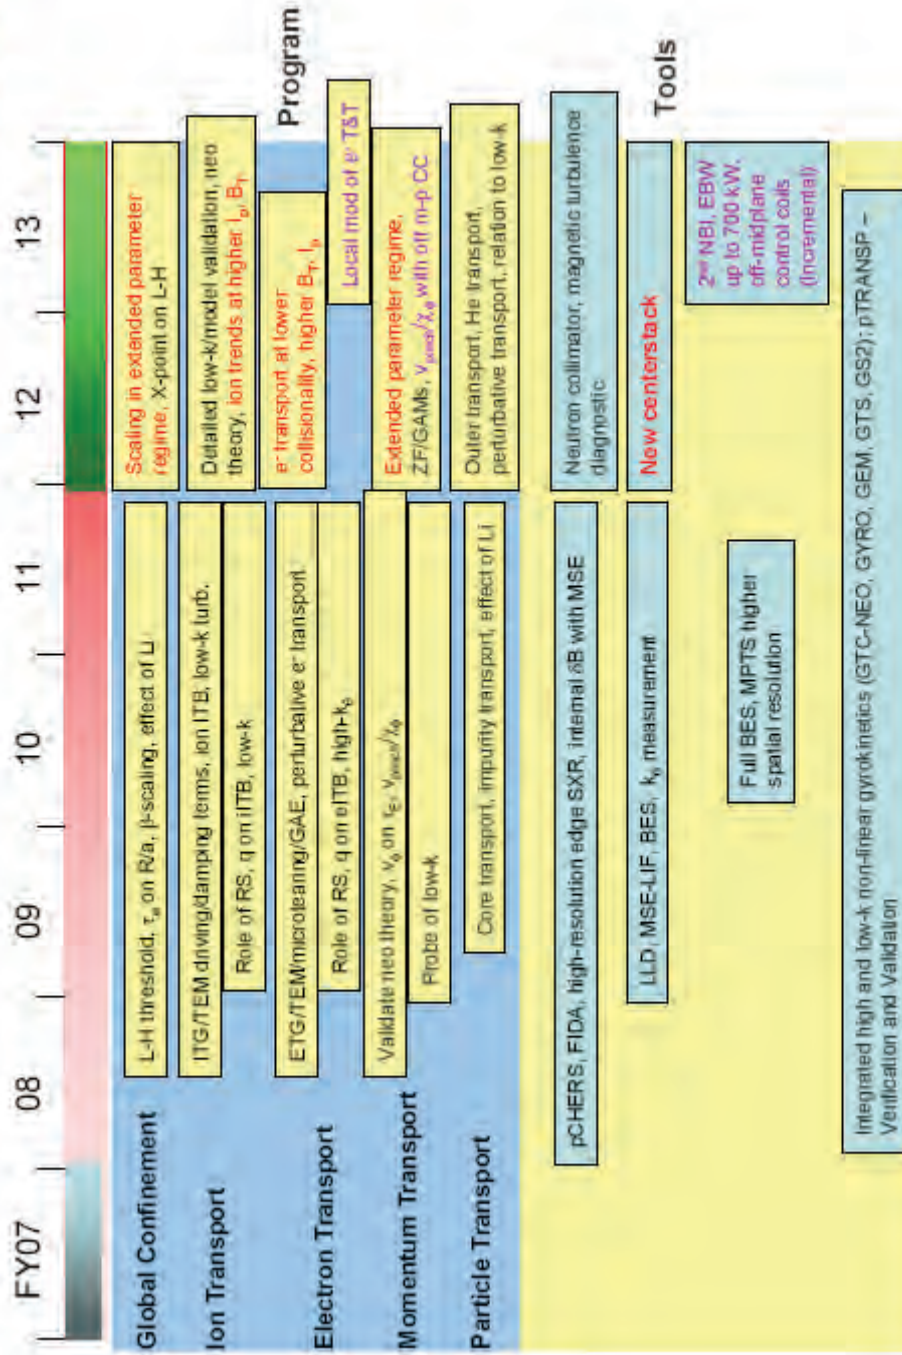 FY07 08 09 10 11 12 13
Global Confinement
L-H threshold, τe on R/a, β-scaling, effect of Li
Scaling in extended parameter
regime, X-point on L-H
Ion Transport
ITG/TEM driving/damping terms, ion ITB, low-k turb.
Role of RS, q on iITB, low-k
Detailed low-k/model validation, neo
theory, ion trends at higher Ip, BT
Program
Electron Transport
ETG/TEM/microtearing/GAE, perturbative e- transport
Role of RS, q on eITB, high-kθ
e- transport at lower
collisionality, higher BT, Ip
Local mod of e- T&T
Momentum Transport
Validate neo theory, vθ on τE, vpinch/χφ
Probe of low-k
Extended parameter regime,
ZF/GAMs, vpinch/χφ with off m-p CC
Particle Transport
Core transport, impurity transport, effect of Li
Outer transport, He transport,
perturbative transport, relation to low-k
pCHERS, FIDA, high-resolution edge SXR, internal δB with MSE
Neutron collimator, magnetic turbulence
diagnostic
LLD, MSE-LIF, BES, kθ measurement
New centerstack
Tools
Full BES, MPTS higher
spatial resolution
2nd NBI, EBW
up to 700 kW,
off-midplane
control coils
(Incremental)
Integrated high and low-k non-linear gyrokinetics (GTC-NEO, GYRO, GEM, GTS, GS2); pTRANSP –
Verification and Validation